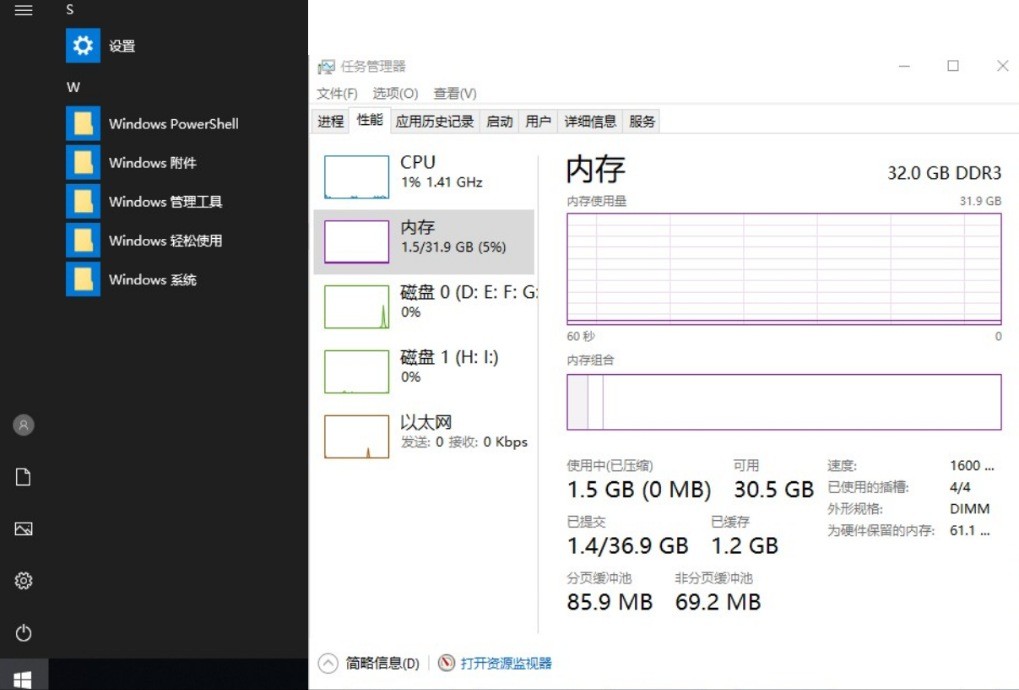 S
设置
W
Windows PowerShell
Windows 附件
Windows 管理工具
Windows 轻松使用
Windows 系统
任务管理器
文件(F) 选项(O) 查看(V)
进程 性能 应用历史记录 启动 用户 详细信息 服务
CPU
1% 1.41 GHz
内存
1.5/31.9 GB (5%)
磁盘 0 (D: E: F: G:
0%
磁盘 1 (H: I:)
0%
以太网
发送: 0 接收: 0 Kbps
内存 32.0 GB DDR3
内存使用量 31.9 GB
60 秒 0
内存组合
使用中(已压缩) 可用
1.5 GB (0 MB) 30.5 GB
已提交 已缓存
1.4/36.9 GB 1.2 GB
分页缓冲池 非分页缓冲池
85.9 MB 69.2 MB
速度: 1600 ...
已使用的插槽: 4/4
外形规格: DIMM
为硬件保留的内存: 61.1 ...
简略信息(D) 打开资源监视器